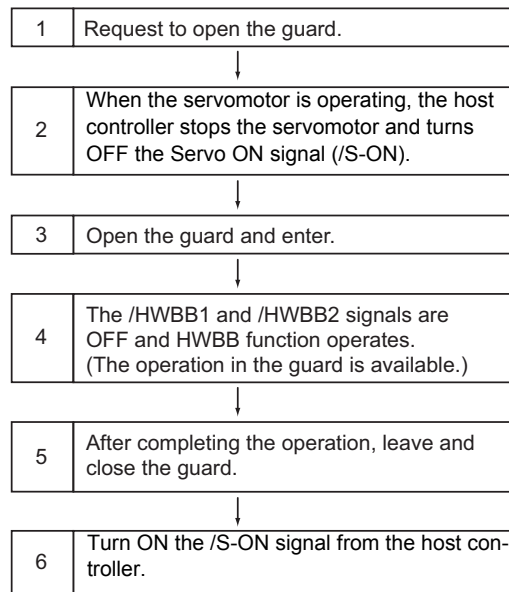 1 Request to open the guard.
When the servomotor is operating, the host
2 controller stops the servomotor and turns
OFF the Servo ON signal (/S-ON).
3 Open the guard and enter.
The /HWBB1 and /HWBB2 signals are
4 OFF and HWBB function operates.
(The operation in the guard is available.)
5 After completing the operation, leave and
close the guard.
6 Turn ON the /S-ON signal from the host con-
troller.